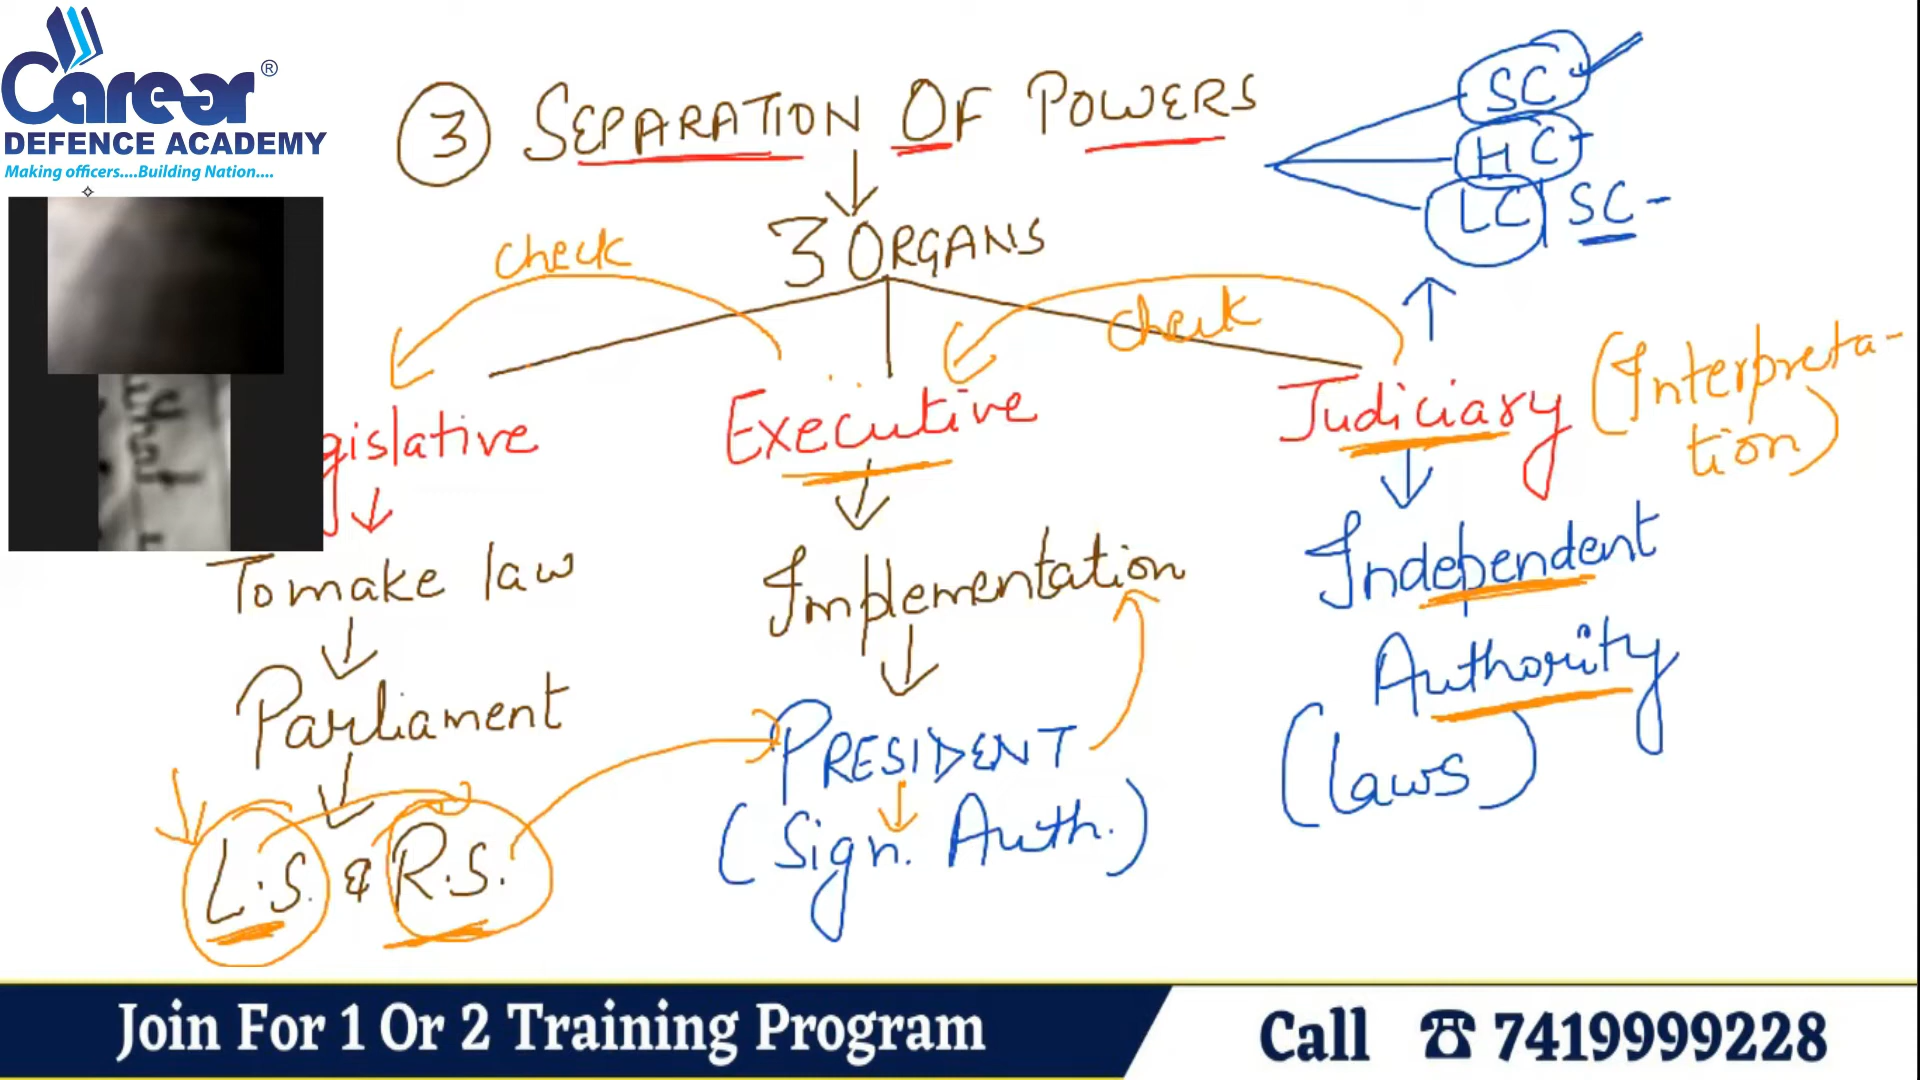 Carear®
DEFENCE ACADEMY
Making officers....Building Nation....
3 SEPARATION OF POWERS
3 ORGANS
SC
HC
LC SC
check
check
gislative
Executive
Judiciary
(Interpreta-
tion)
To make law
Implementation
Independent
Authority
(laws)
Parliament
PRESIDENT
(Sign. Auth.)
L.S. & R.S.
Join For 1 Or 2 Training Program
Call ☎ 7419999228